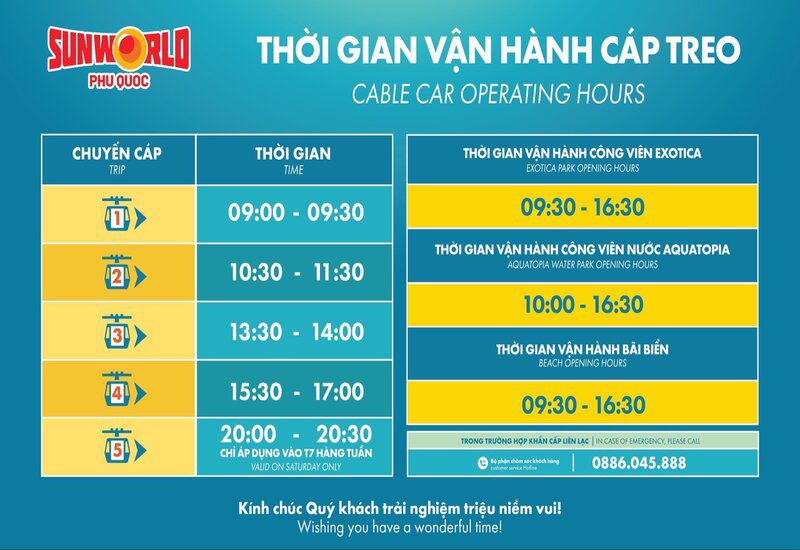 SUNWORLD
PHU QUOC
THỜI GIAN VẬN HÀNH CÁP TREO
CABLE CAR OPERATING HOURS
CHUYẾN CÁP
TRIP
THỜI GIAN
TIME
1
09:00 - 09:30
2
10:30 - 11:30
3
13:30 - 14:00
4
15:30 - 17:00
5
20:00 - 20:30
CHỈ ÁP DỤNG VÀO T7 HÀNG TUẦN
VALID ON SATURDAY ONLY
THỜI GIAN VẬN HÀNH CÔNG VIÊN EXOTICA
EXOTICA PARK OPENING HOURS
09:30 - 16:30
THỜI GIAN VẬN HÀNH CÔNG VIÊN NƯỚC AQUATOPIA
AQUATOPIA WATER PARK OPENING HOURS
10:00 - 16:30
THỜI GIAN VẬN HÀNH BÃI BIỂN
BEACH OPENING HOURS
09:30 - 16:30
TRONG TRƯỜNG HỢP KHẨN CẤP LIÊN LẠC | IN CASE OF EMERGENCY, PLEASE CALL
Bộ phận chăm sóc khách hàng
customer service Hotline
0886.045.888
Kính chúc Quý khách trải nghiệm triệu niềm vui!
Wishing you have a wonderful time!